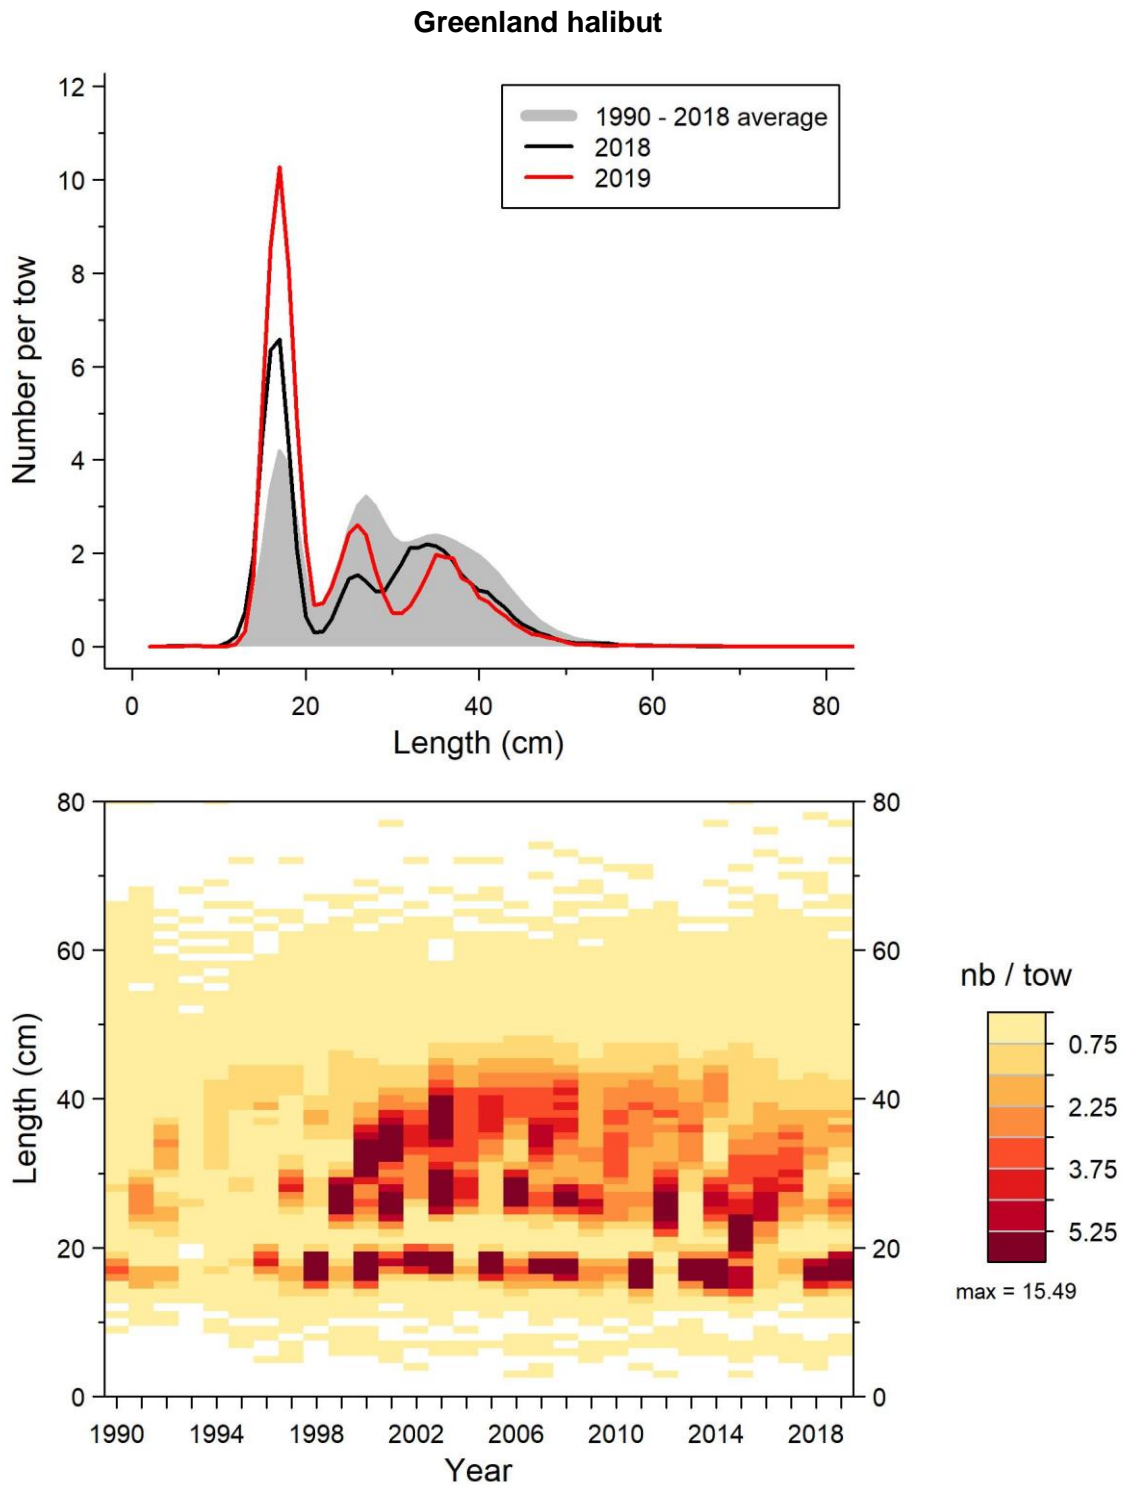 Greenland halibut
12
10
8
6
4
2
0
Number per tow
1990 - 2018 average
2018
2019
0 20 40 60 80
Length (cm)
80 80
60 60
40 40
20 20
0 0
Length (cm)
1990 1994 1998 2002 2006 2010 2014 2018
Year
nb / tow
0.75
2.25
3.75
5.25
max = 15.49